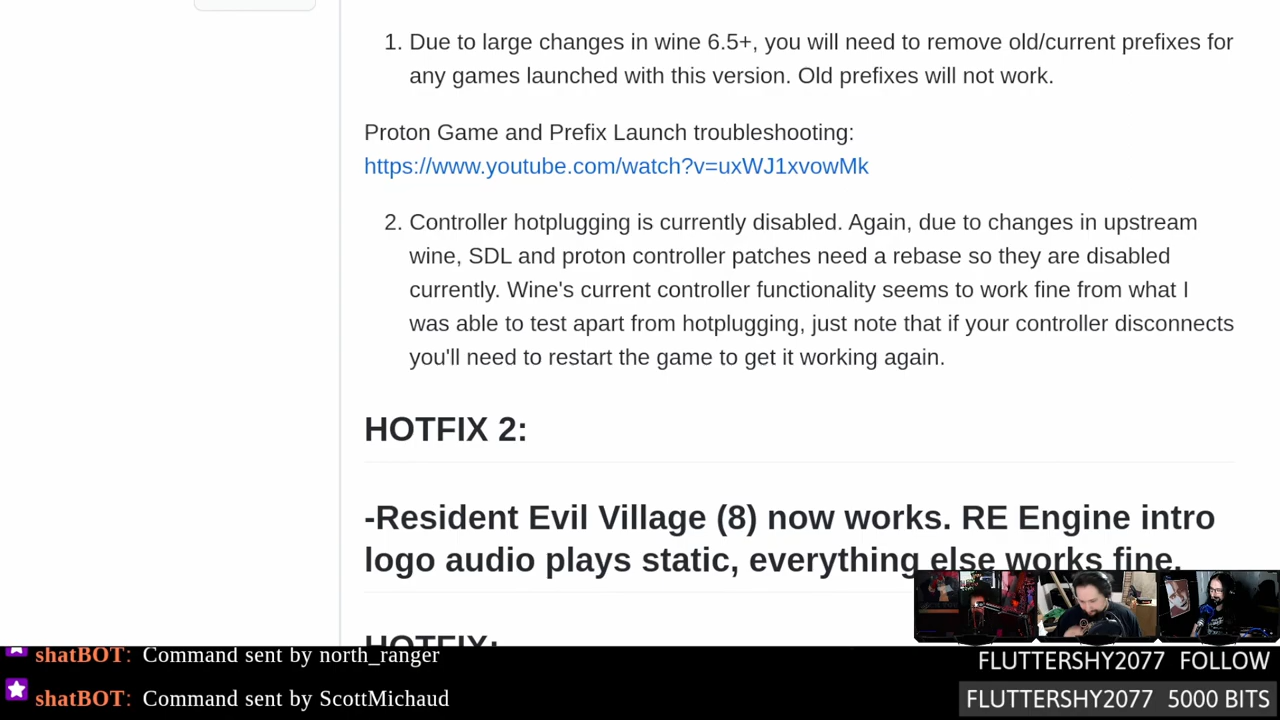 1. Due to large changes in wine 6.5+, you will need to remove old/current prefixes for
any games launched with this version. Old prefixes will not work.
Proton Game and Prefix Launch troubleshooting:
https://www.youtube.com/watch?v=uxWJ1xvowMk
2. Controller hotplugging is currently disabled. Again, due to changes in upstream
wine, SDL and proton controller patches need a rebase so they are disabled
currently. Wine's current controller functionality seems to work fine from what I
was able to test apart from hotplugging, just note that if your controller disconnects
you'll need to restart the game to get it working again.
HOTFIX 2:
-Resident Evil Village (8) now works. RE Engine intro
logo audio plays static, everything else works fine.
HOTFIX:
shatBOT: Command sent by north_ranger
shatBOT: Command sent by ScottMichaud
FLUTTERSHY2077 FOLLOW
FLUTTERSHY2077 5000 BITS